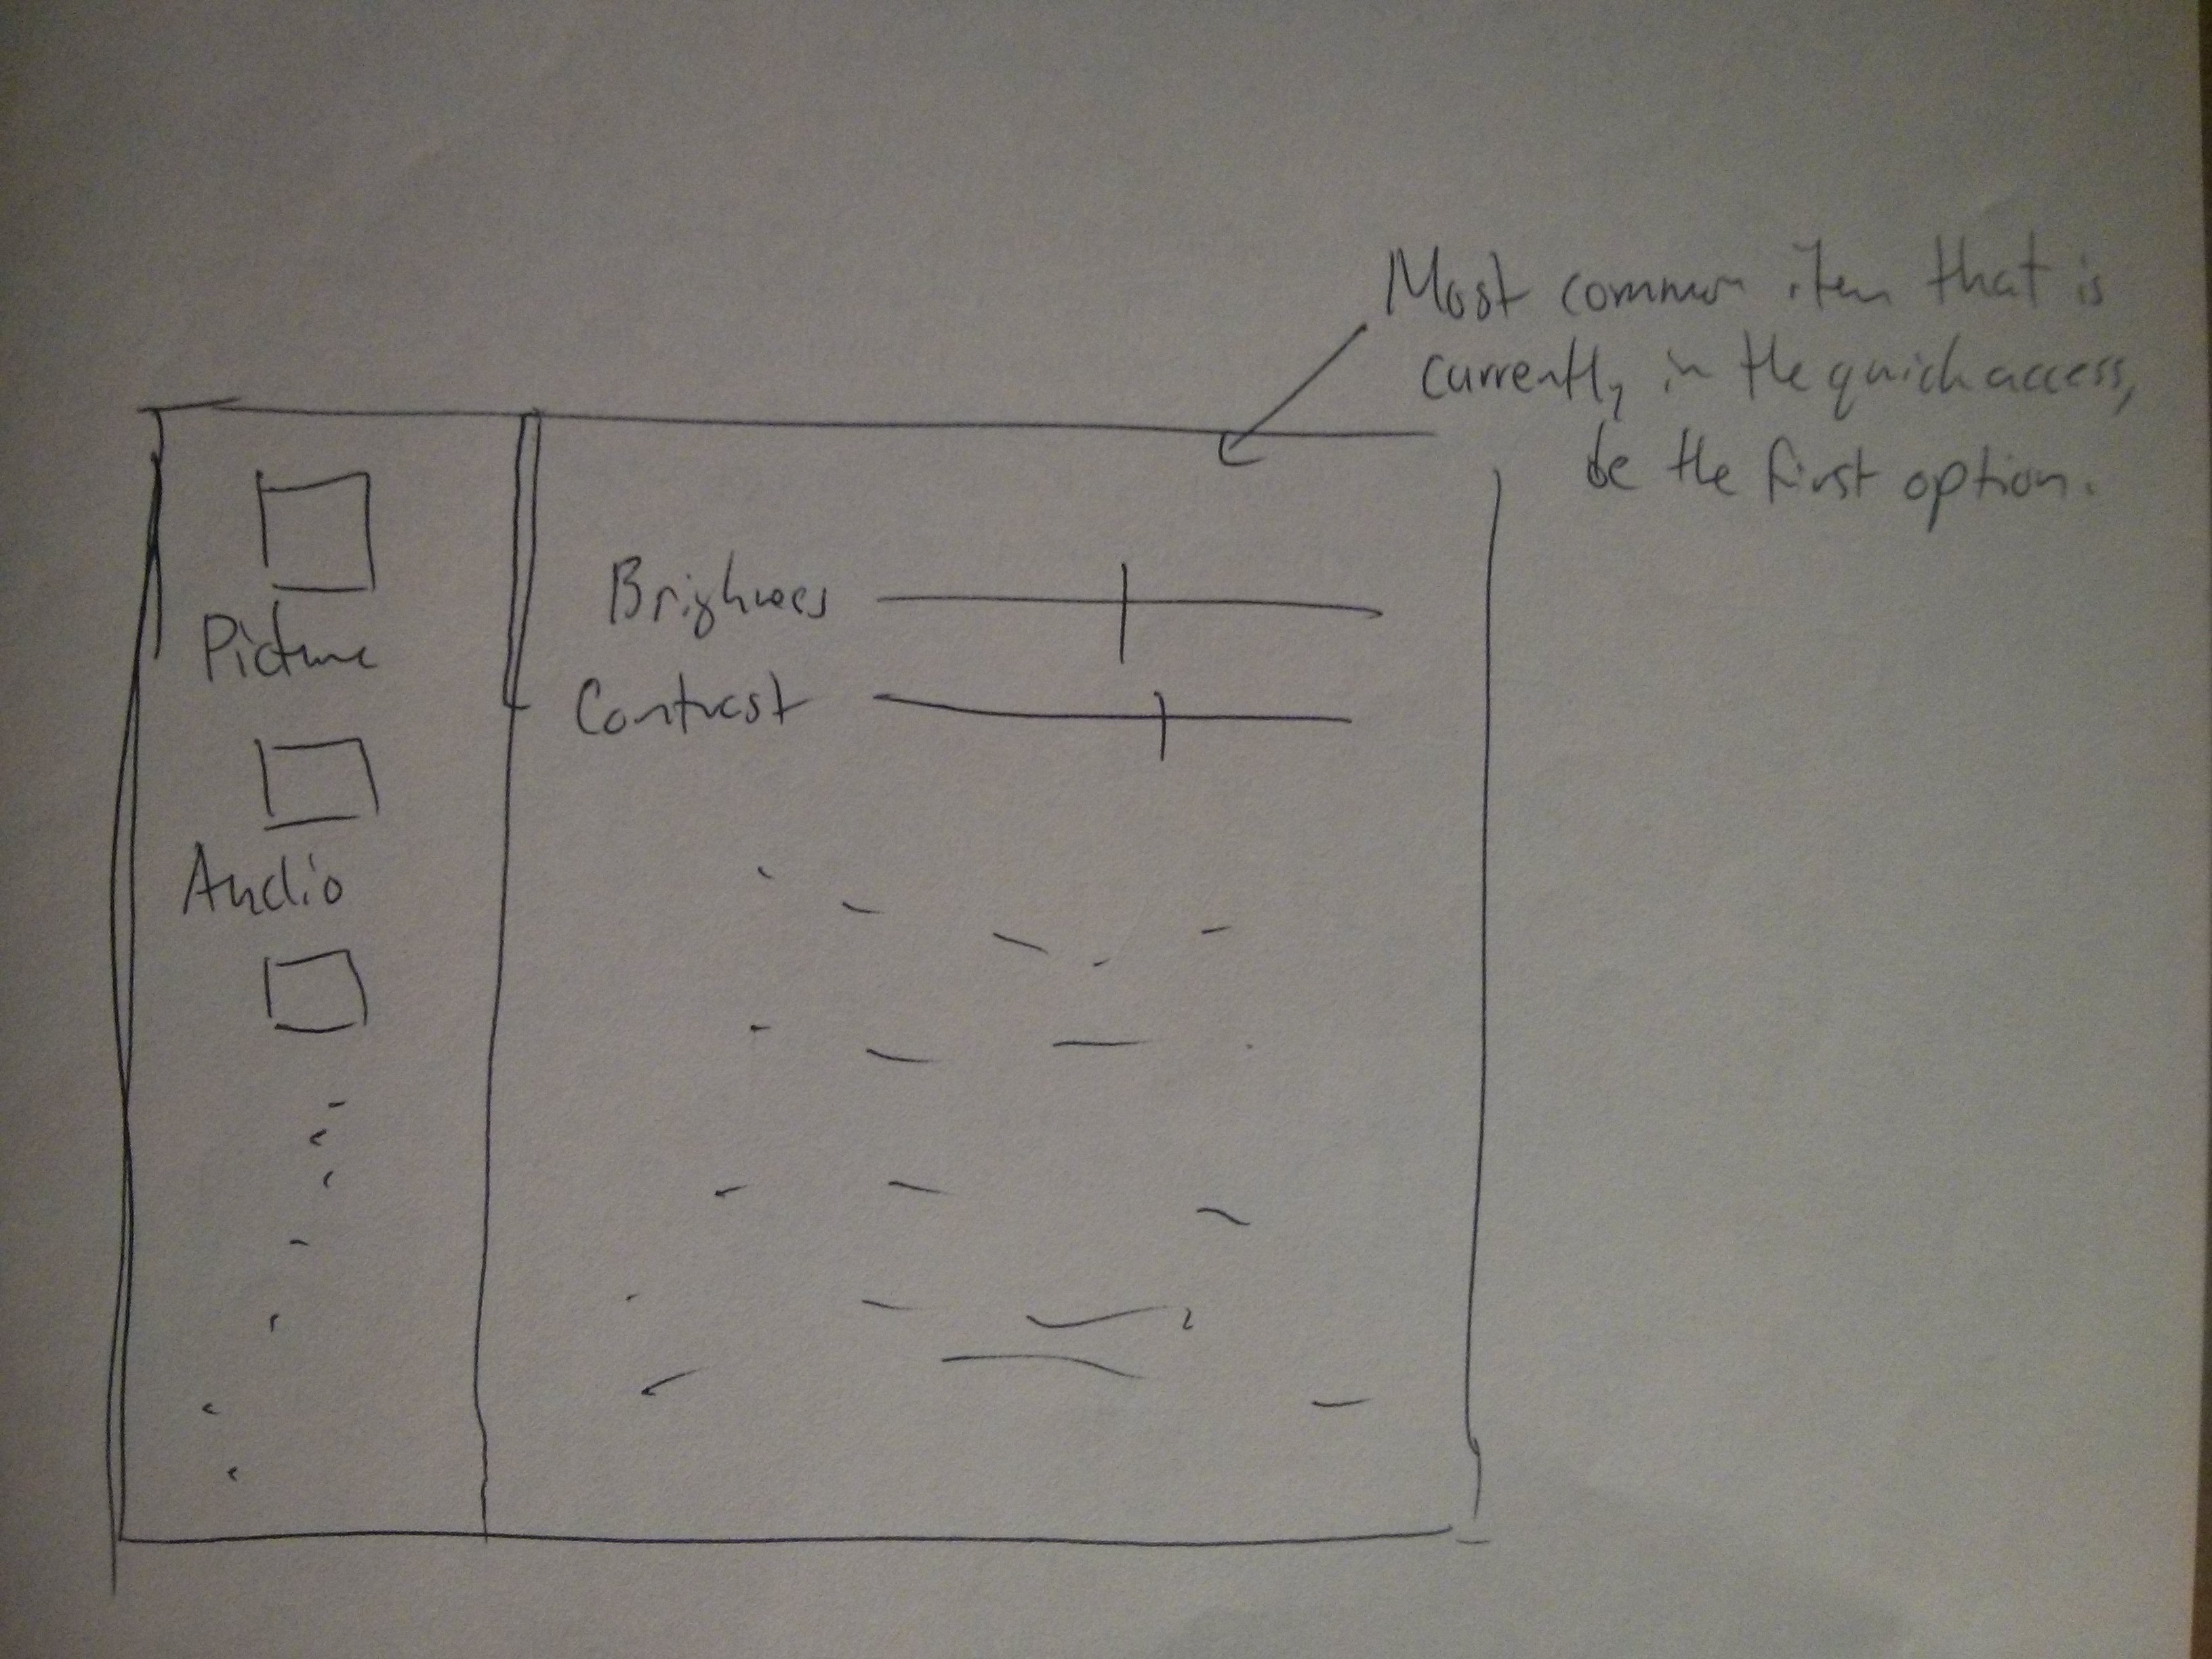 Most common item that is
currently in the quick access,
be the first option.
Brighness
Contrast
Picture
Audio